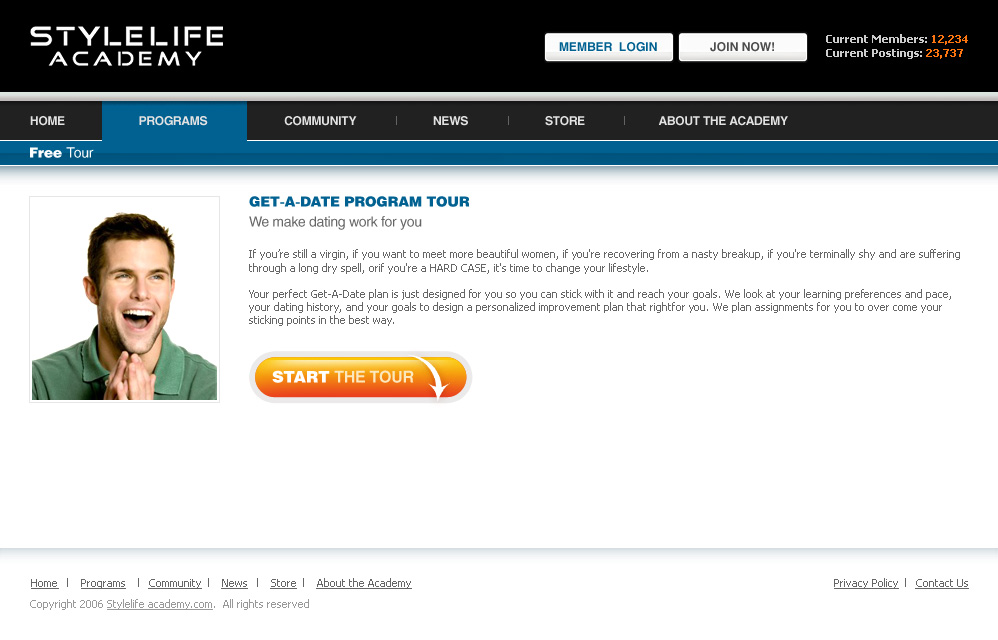 STYLELIFE
ACADEMY
MEMBER LOGIN
JOIN NOW!
Current Members: 12,234
Current Postings: 23,737
HOME
PROGRAMS
COMMUNITY
NEWS
STORE
ABOUT THE ACADEMY
Free Tour
GET-A-DATE PROGRAM TOUR
We make dating work for you
If you're still a virgin, if you want to meet more beautiful women, if you're recovering from a nasty breakup, if you're terminally shy and are suffering
through a long dry spell, orif you're a HARD CASE, it's time to change your lifestyle.
Your perfect Get-A-Date plan is just designed for you so you can stick with it and reach your goals. We look at your learning preferences and pace,
your dating history, and your goals to design a personalized improvement plan that rightfor you. We plan assignments for you to over come your
sticking points in the best way.
START THE TOUR
Home | Programs | Community | News | Store | About the Academy
Privacy Policy | Contact Us
Copyright 2006 Stylelife academy.com. All rights reserved